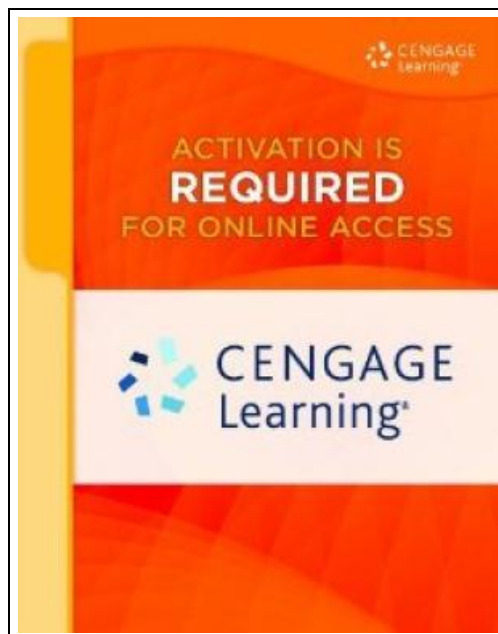 CENGAGE
Learning
ACTIVATION IS
REQUIRED
FOR ONLINE ACCESS
CENGAGE
Learning®